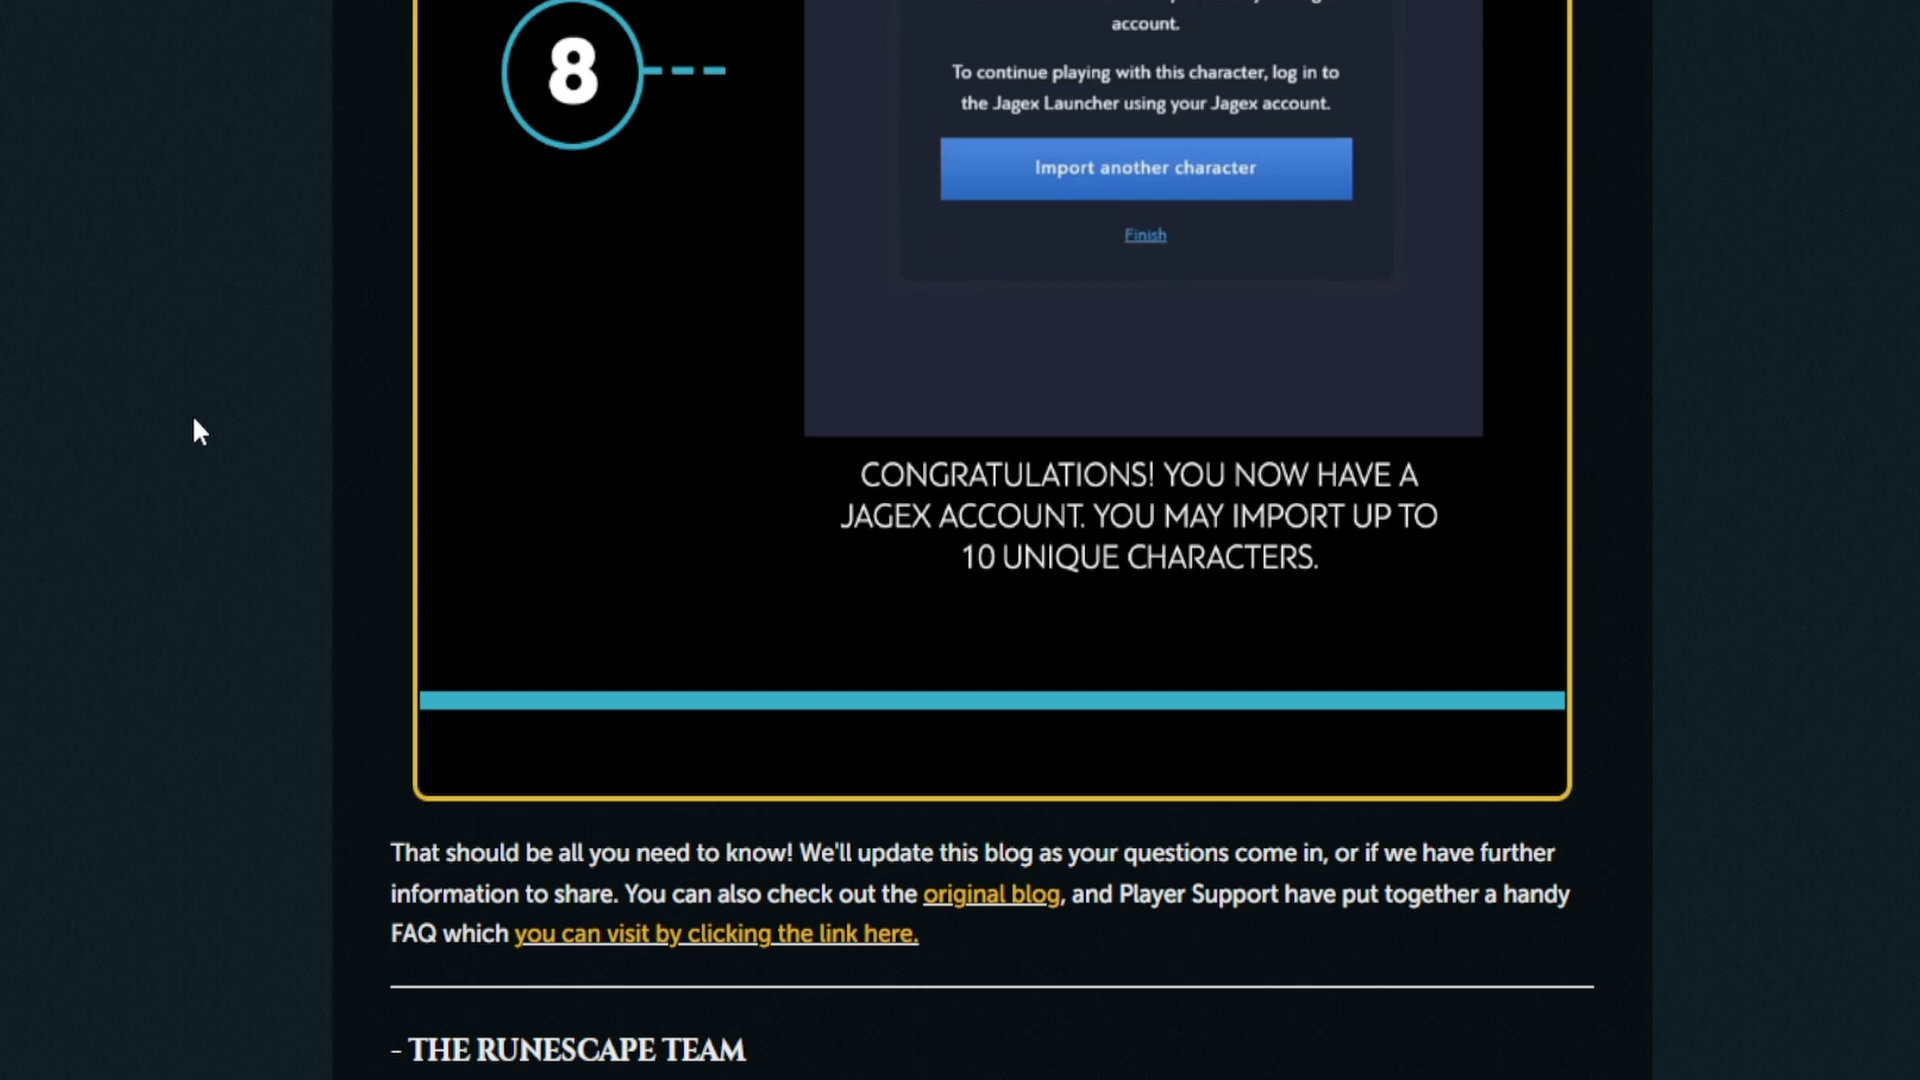 8
account.
To continue playing with this character, log in to
the Jagex Launcher using your Jagex account.
Import another character
Finish
CONGRATULATIONS! YOU NOW HAVE A
JAGEX ACCOUNT. YOU MAY IMPORT UP TO
10 UNIQUE CHARACTERS.
That should be all you need to know! We'll update this blog as your questions come in, or if we have further
information to share. You can also check out the original blog, and Player Support have put together a handy
FAQ which you can visit by clicking the link here.
- THE RUNESCAPE TEAM